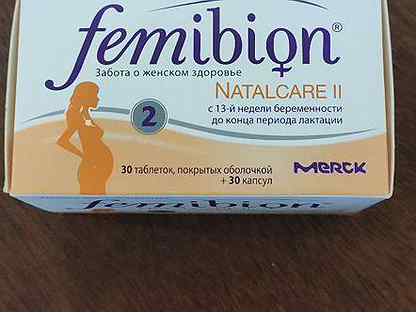 femibion®
Забота о женском здоровье
NATALCARE II
с 13-й недели беременности
до конца периода лактации
2
30 таблеток, покрытых оболочкой
+ 30 капсул
MERCK
femibion